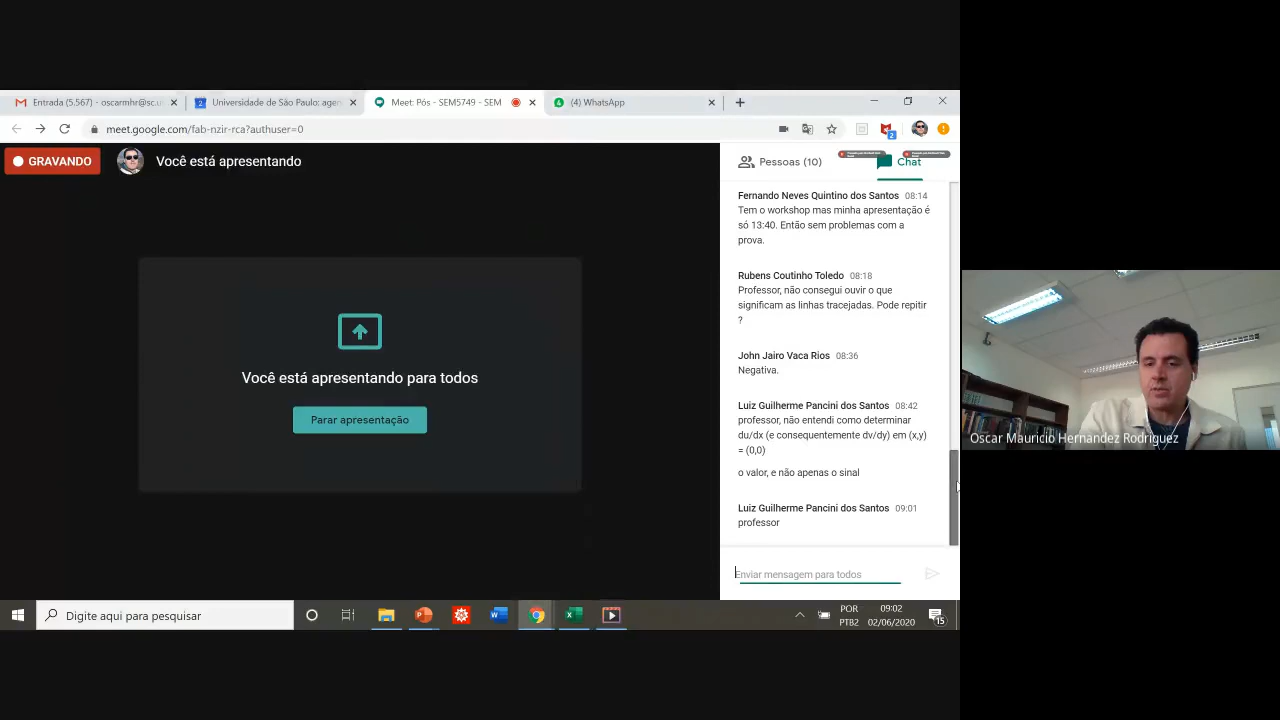 Entrada (5.567) - oscarmhr@sc.u
Universidade de São Paulo: agen
Meet: Pós - SEM5749 - SEM
(4) WhatsApp
meet.google.com/fab-nzir-rca?authuser=0
2
GRAVANDO
Você está apresentando
Pessoas (10)
Chat
Fernando Neves Quintino dos Santos 08:14
Tem o workshop mas minha apresentação é
só 13:40. Então sem problemas com a
prova.
Rubens Coutinho Toledo 08:18
Professor, não consegui ouvir o que
significam as linhas tracejadas. Pode repitir
?
John Jairo Vaca Rios 08:36
Negativa.
Luiz Guilherme Pancini dos Santos 08:42
professor, não entendi como determinar
du/dx (e consequentemente dv/dy) em (x,y)
= (0,0)
o valor, e não apenas o sinal
Luiz Guilherme Pancini dos Santos 09:01
professor
Enviar mensagem para todos
Você está apresentando para todos
Parar apresentação
Oscar Mauricio Hernandez Rodriguez
Digite aqui para pesquisar
POR
PTB2
09:02
02/06/2020
15